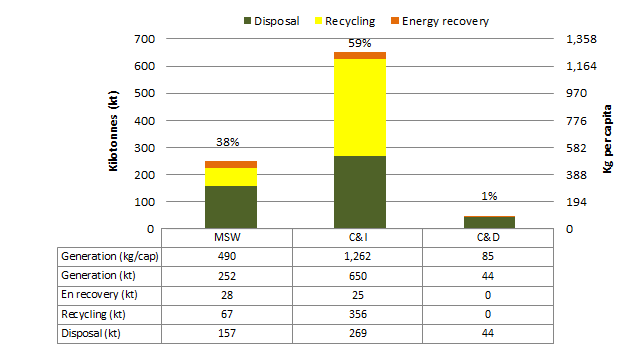 Disposal Recycling Energy recovery
700 59% 1,358
600 1,164
500 970
400 776
300 38% 582
200 388
100 1% 194
0 0
Kilotonnes (kt)
Kg per capita
MSW C&I C&D
Generation (kg/cap) 490 1,262 85
Generation (kt) 252 650 44
En recovery (kt) 28 25 0
Recycling (kt) 67 356 0
Disposal (kt) 157 269 44